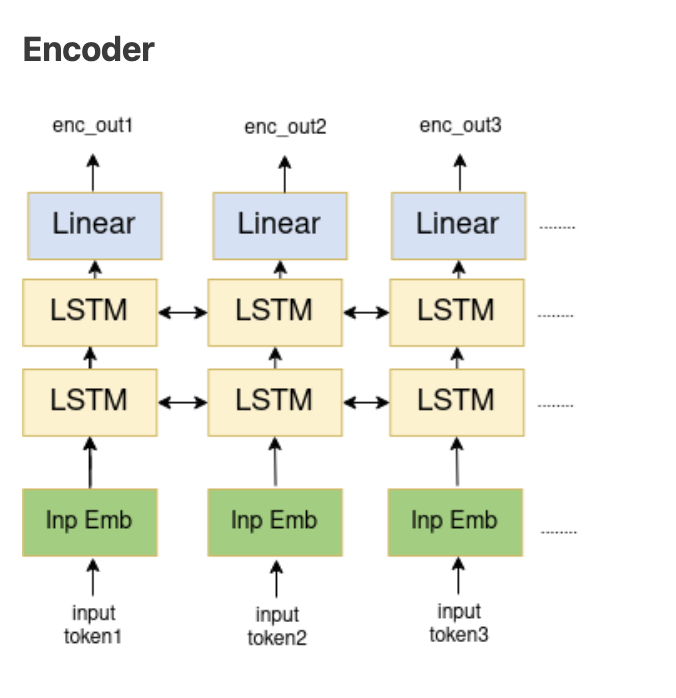 Encoder
enc_out1 enc_out2 enc_out3
Linear Linear Linear ........
LSTM LSTM LSTM ........
LSTM LSTM LSTM ........
Inp Emb Inp Emb Inp Emb ........
input input input
token1 token2 token3